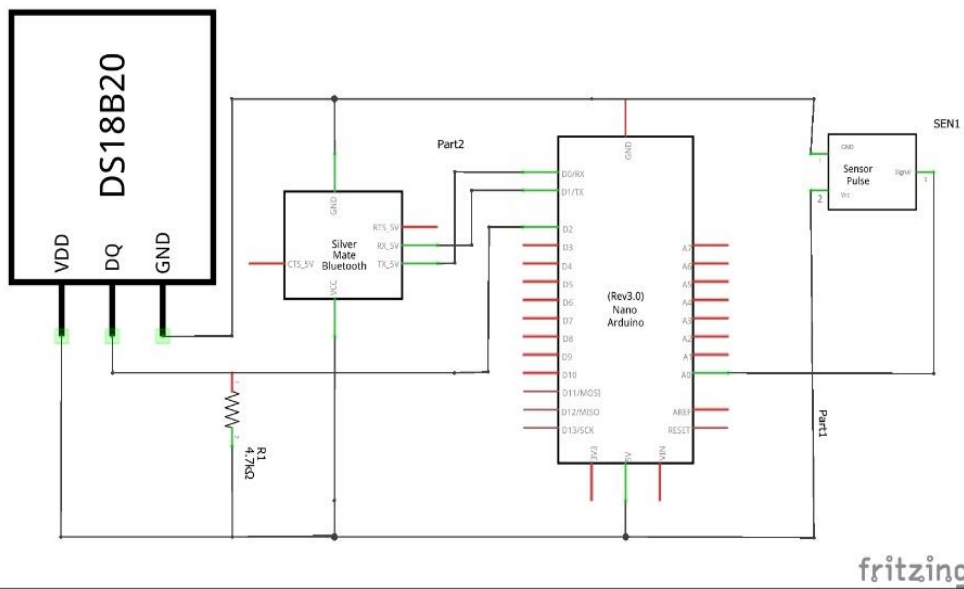 DS18B20
VDD
DQ
GND
Part2
GND
RTS_5V
RX_5V
TX_5V
CTS_5V
VCC
Silver
Mate
Bluetooth
R1
4.7kΩ
1
2
GND
D0/RX
D1/TX
D2
D3
D4
D5
D6
D7
D8
D9
D10
D11/MOSI
D12/MISO
D13/SCK
(Rev3.0)
Nano
Arduino
A7
A6
A5
A4
A3
A2
A1
A0
AREF
RESET
3V3
5V
VIN
Part1
SEN1
GND
Sensor
Pulse
Signal
Vcc
1
2
3
fritzing